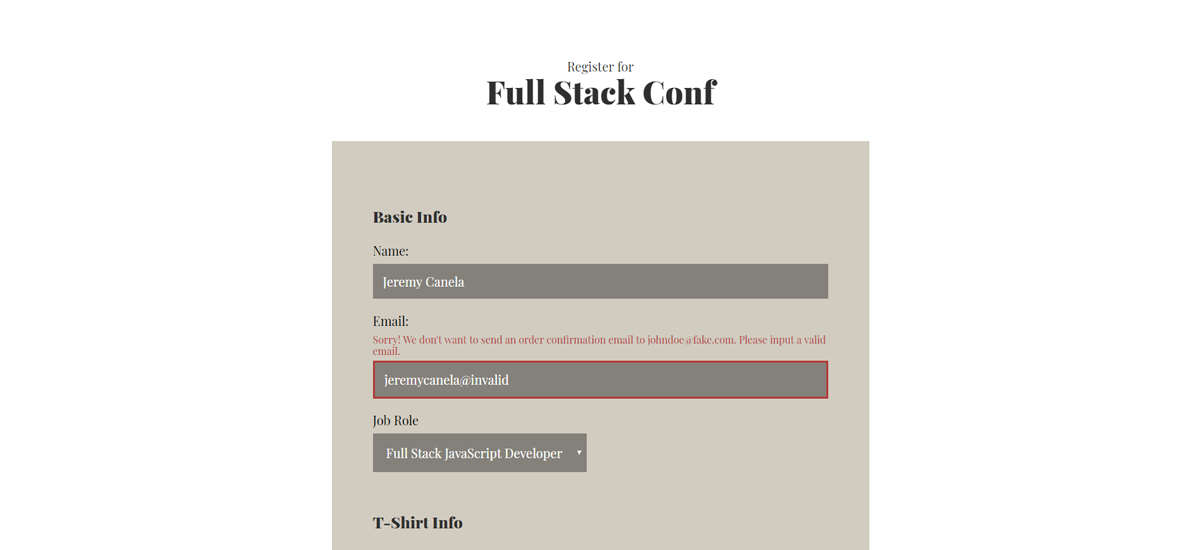 Register for
Full Stack Conf
Basic Info
Name:
Jeremy Canela
Email:
Sorry! We don't want to send an order confirmation email to johndoe@fake.com. Please input a valid
email.
jeremycanela@invalid
Job Role
Full Stack JavaScript Developer
T-Shirt Info